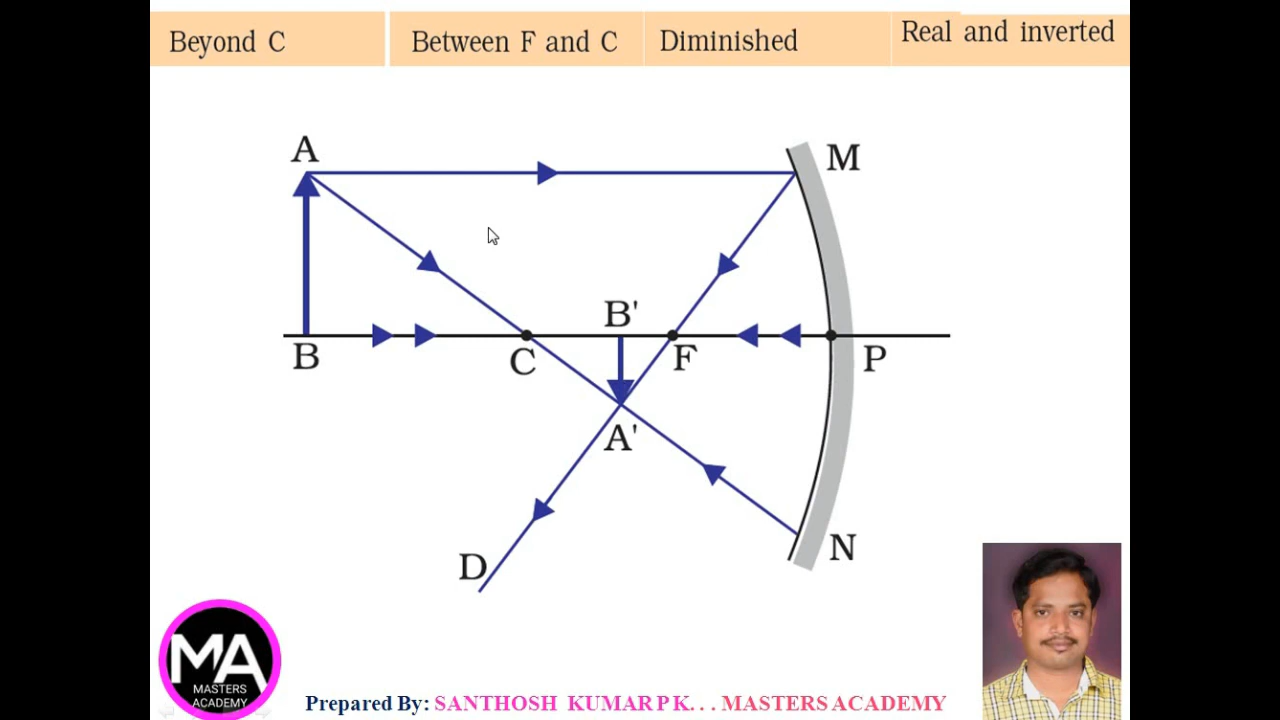 Beyond C
Between F and C
Diminished
Real and inverted
A
M
B'
B
C
F
P
A'
D
N
MA
MASTERS
ACADEMY
Prepared By: SANTHOSH KUMAR P K. . . MASTERS ACADEMY